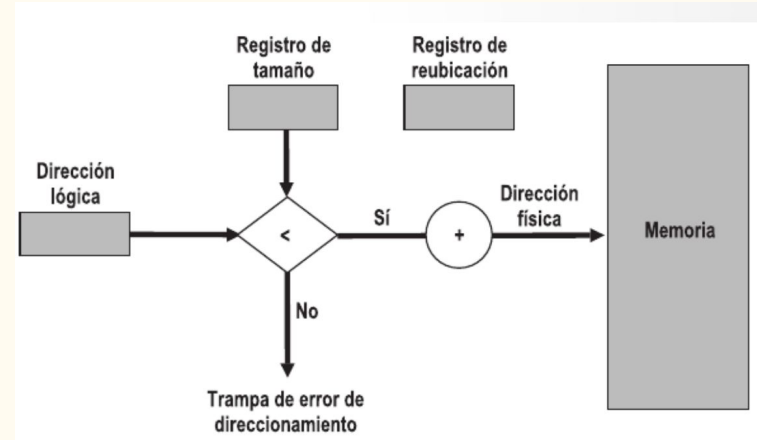 Registro de
tamaño
Registro de
reubicación
Dirección
lógica
<
Sí
+
Dirección
física
Memoria
No
Trampa de error de
direccionamiento